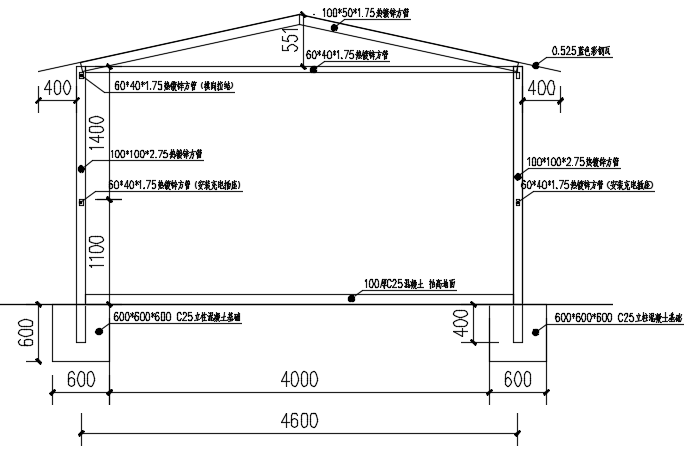 100*50*1.75热镀锌方管
551
60*40*1.75热镀锌方管
0.525蓝色彩钢瓦
400
60*40*1.75热镀锌方管(横向拉结)
400
1400
100*100*2.75热镀锌方管
100*100*2.75热镀锌方管
60*40*1.75热镀锌方管(安装充电插座)
60*40*1.75热镀锌方管(安装充电插座)
1100
100厚C25混凝土 抬高地面
600
600*600*600 C25立柱混凝土基础
400
600*600*600 C25立柱混凝土基础
600
4000
600
4600